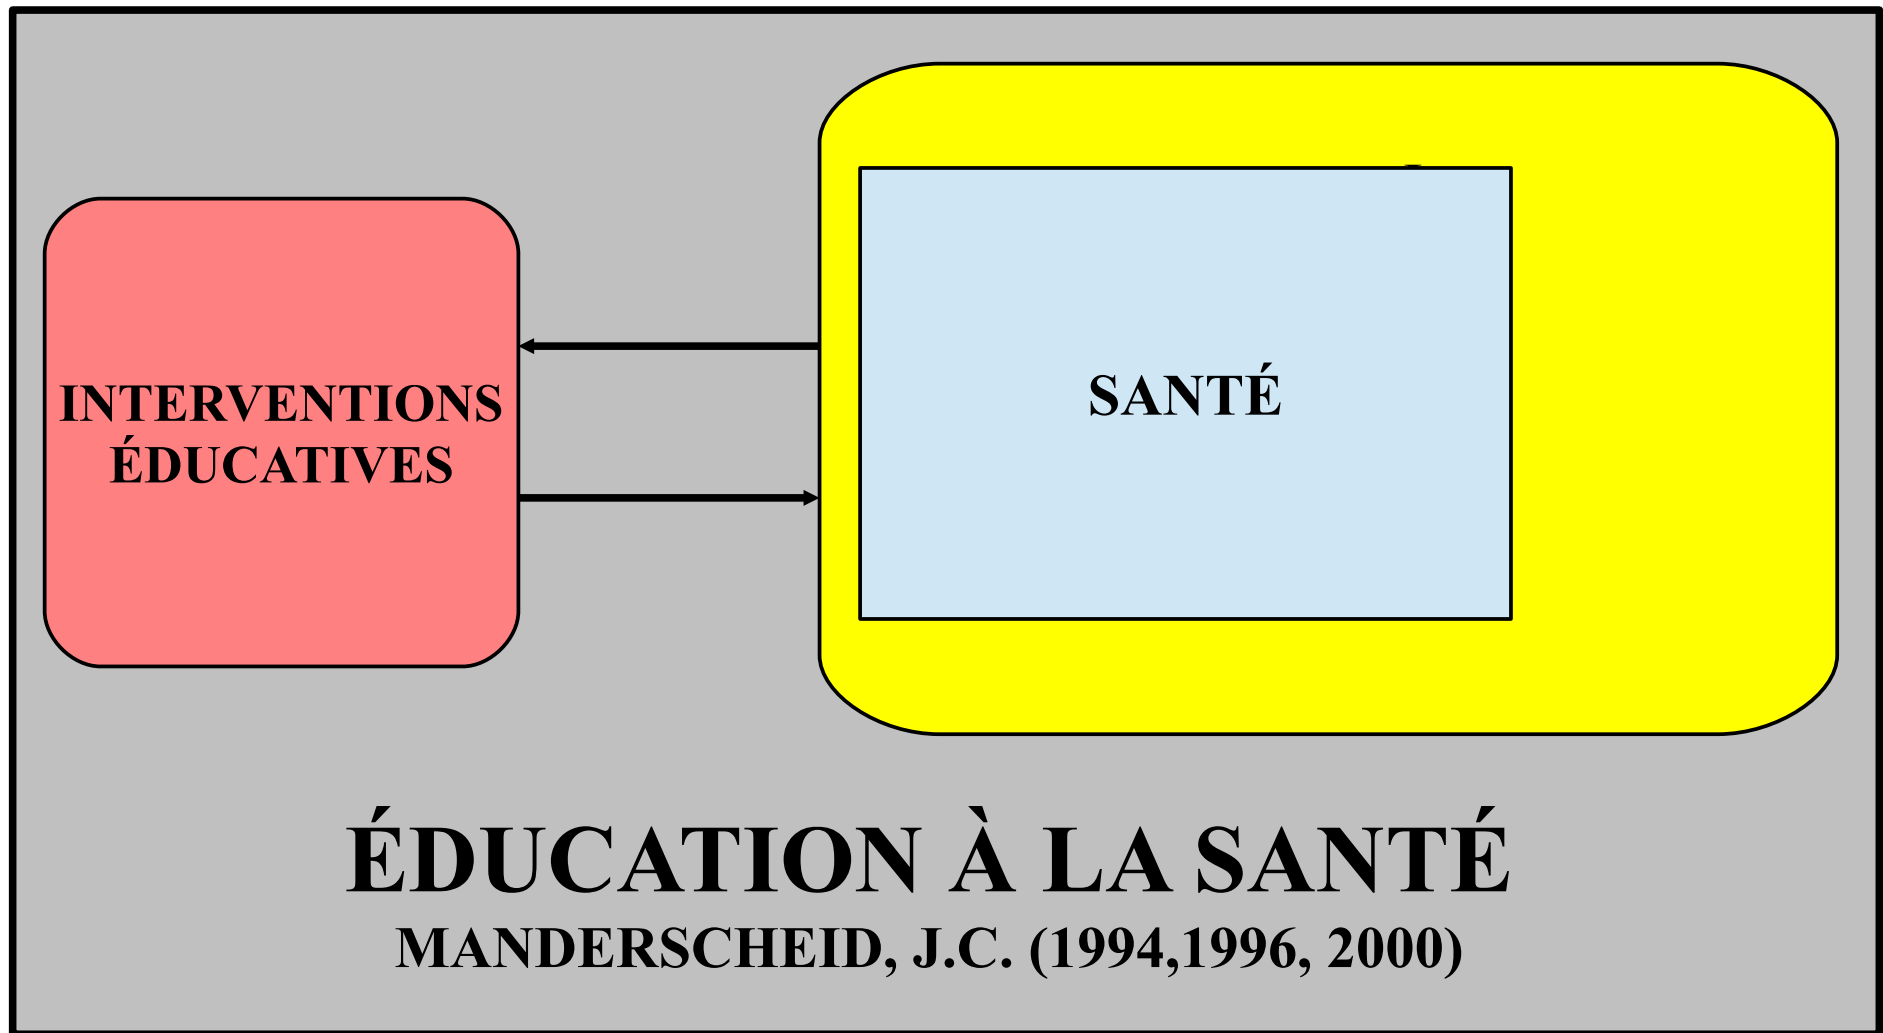 INTERVENTIONS
ÉDUCATIVES
SANTÉ
ÉDUCATION À LA SANTÉ
MANDERSCHEID, J.C. (1994,1996, 2000)